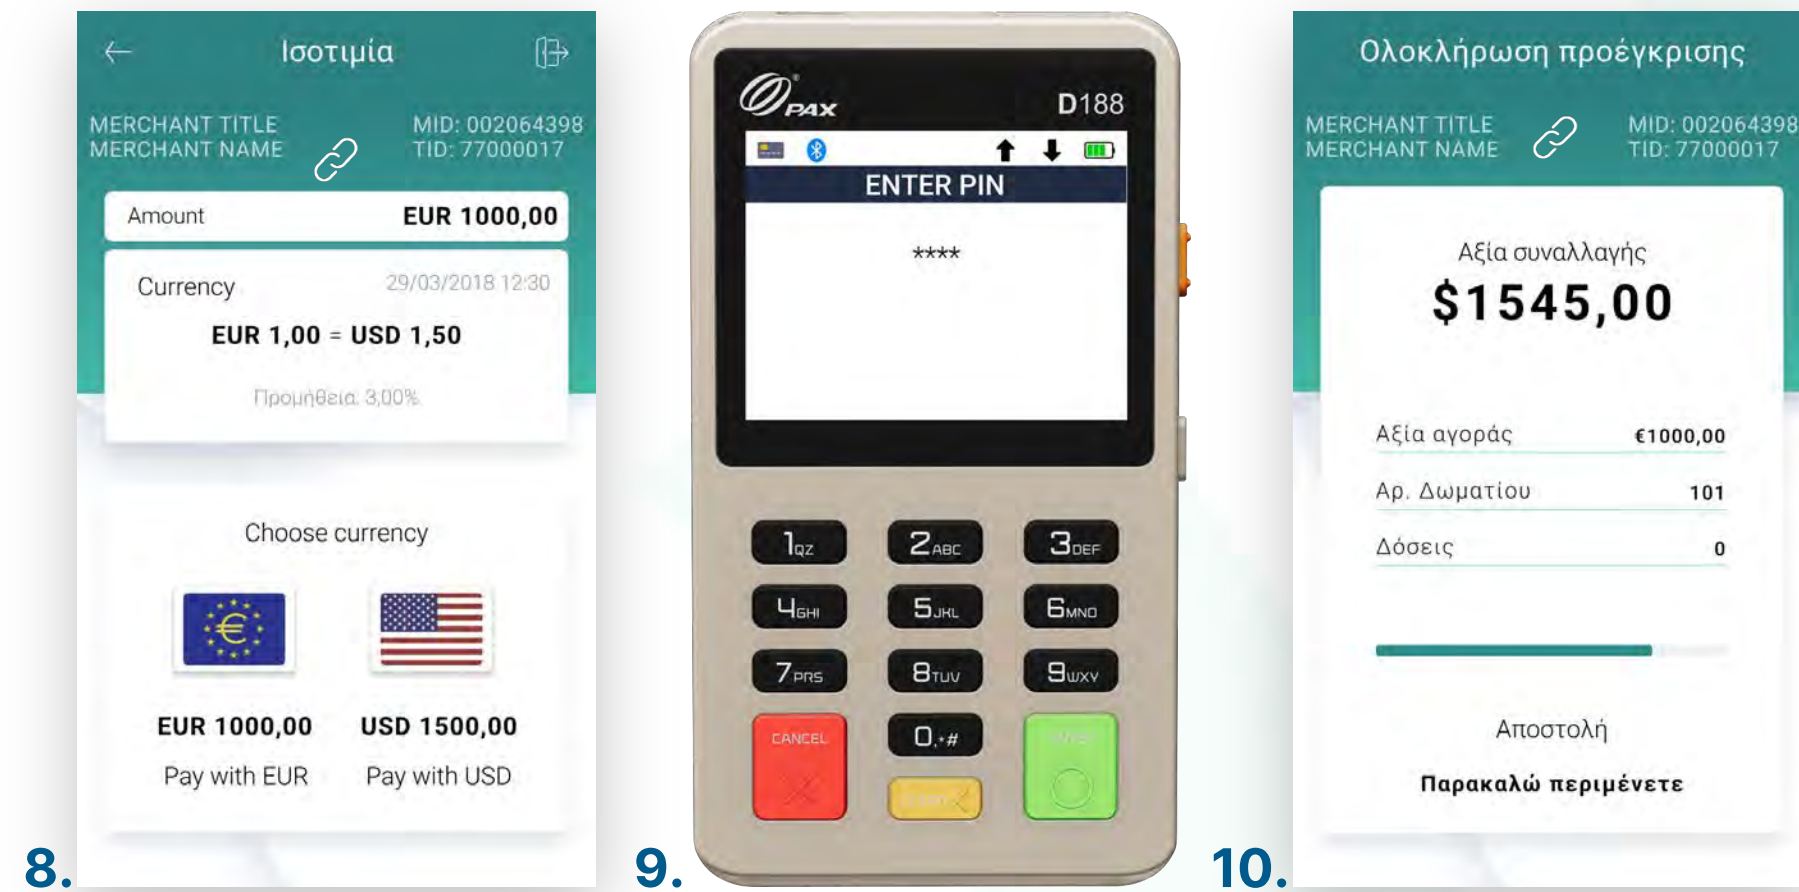 Ισοτιμία
MERCHANT TITLE
MERCHANT NAME
MID: 002064398
TID: 77000017
Amount
EUR 1000,00
Currency
29/03/2018 12:30
EUR 1,00 = USD 1,50
Προμήθεια: 3,00%
Choose currency
EUR 1000,00
USD 1500,00
Pay with EUR
Pay with USD
8.
PAX
D188
ENTER PIN
****
1QZ
2ABC
3DEF
4GHI
5JKL
6MNO
7PRS
8TUV
9WXY
CANCEL
0,*#
9.
Ολοκλήρωση προέγκρισης
MERCHANT TITLE
MERCHANT NAME
MID: 002064398
TID: 77000017
Αξία συναλλαγής
$1545,00
Αξία αγοράς
€1000,00
Αρ. Δωματίου
101
Δόσεις
0
Αποστολή
Παρακαλώ περιμένετε
10.